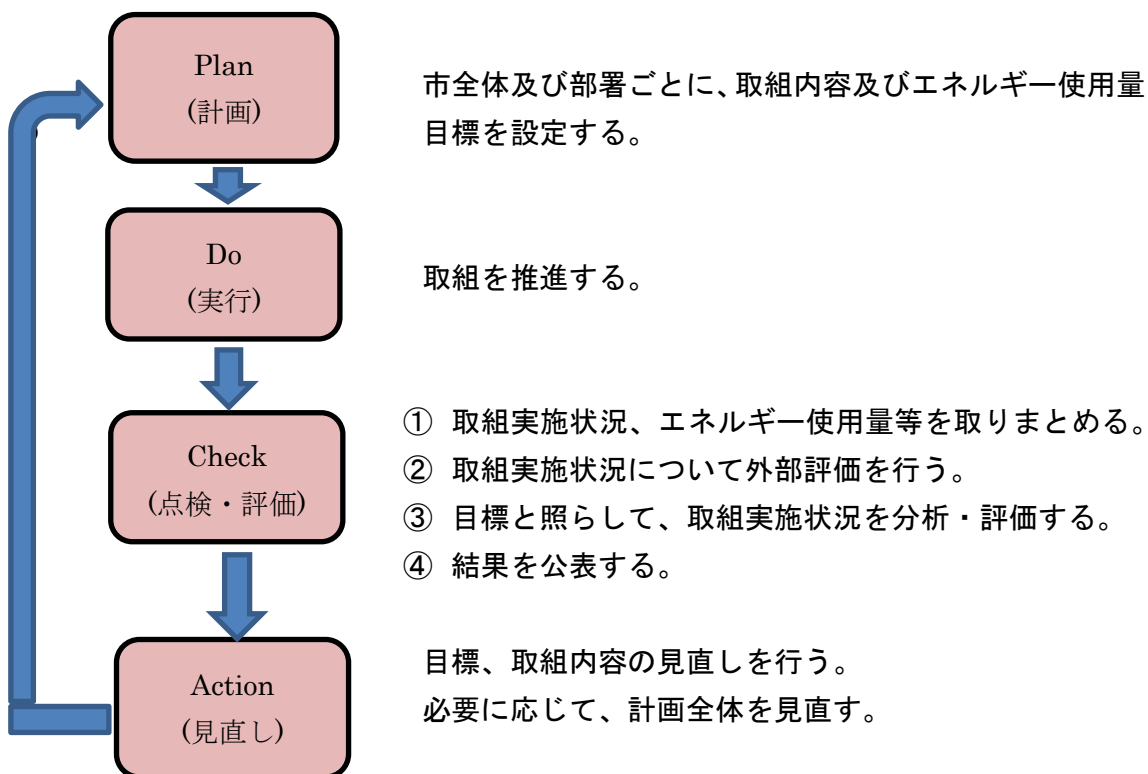 Plan
(計画)
市全体及び部署ごとに、取組内容及びエネルギー使用量
目標を設定する。
Do
(実行)
取組を推進する。
Check
(点検・評価)
① 取組実施状況、エネルギー使用量等を取りまとめる。
② 取組実施状況について外部評価を行う。
③ 目標と照らして、取組実施状況を分析・評価する。
④ 結果を公表する。
Action
(見直し)
目標、取組内容の見直しを行う。
必要に応じて、計画全体を見直す。